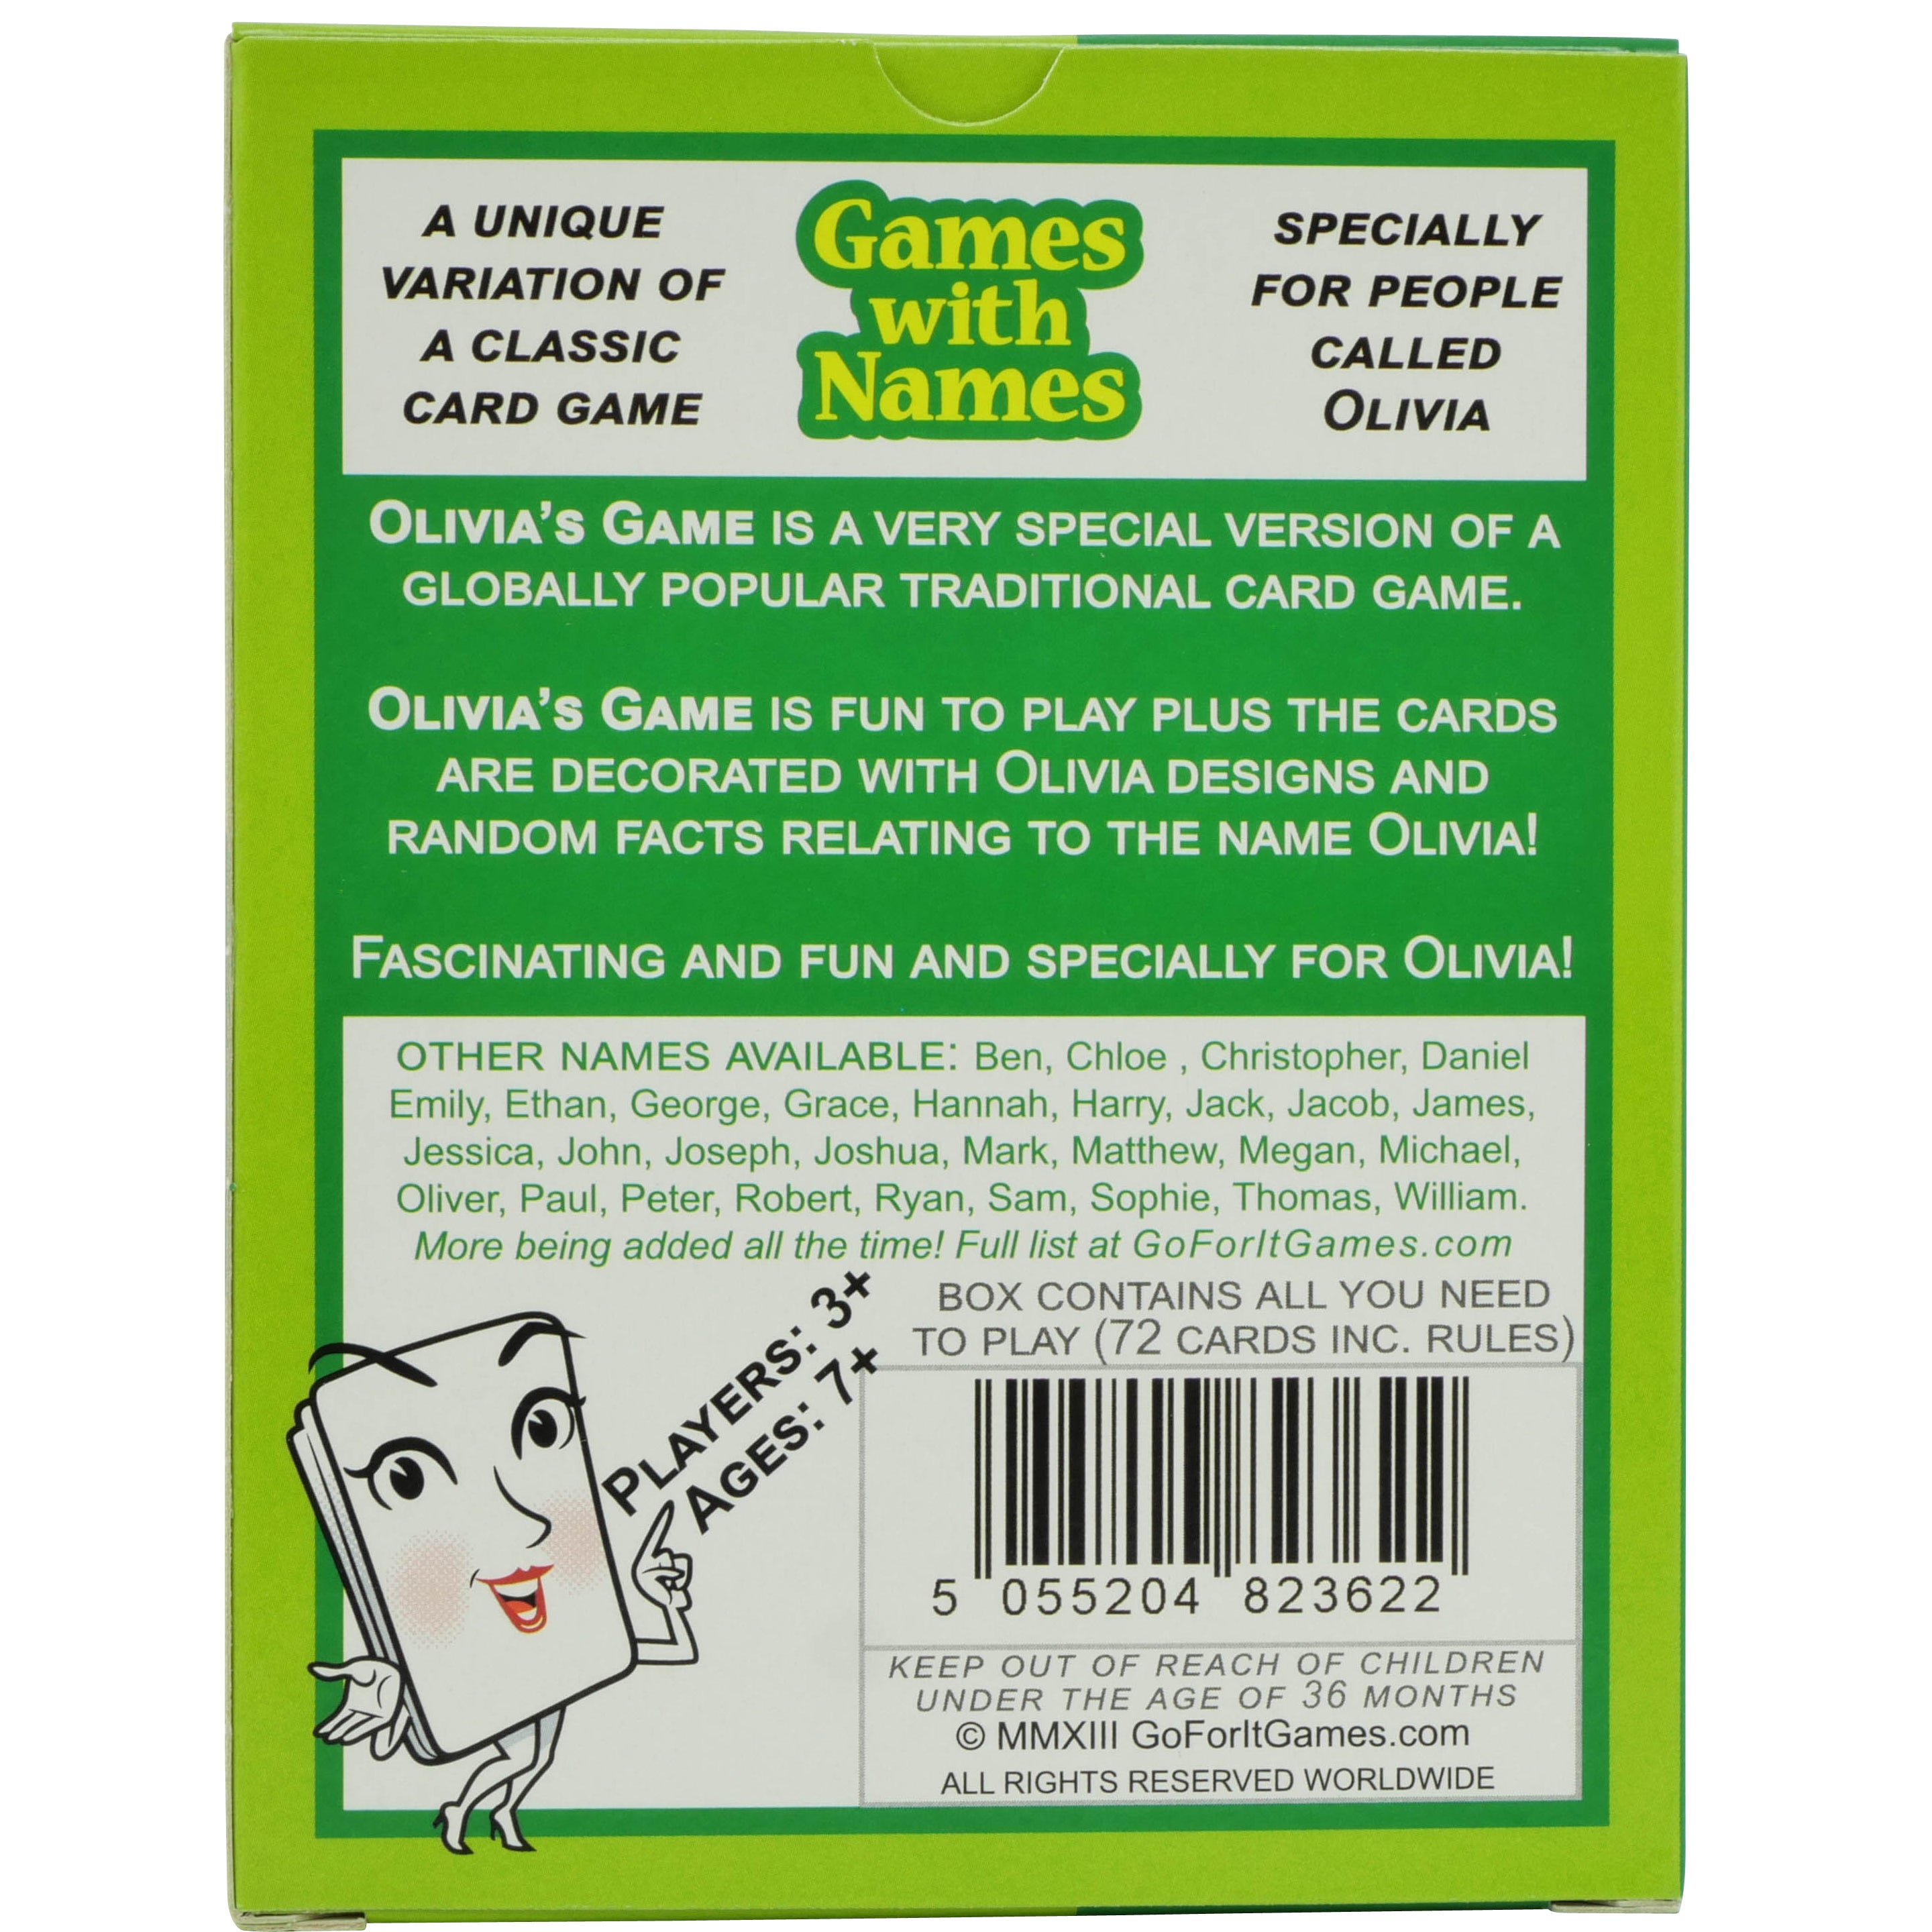 A UNIQUE
VARIATION OF
A CLASSIC
CARD GAME
Games
with
Names
SPECIALLY
FOR PEOPLE
CALLED
OLIVIA
OLIVIA'S GAME IS A VERY SPECIAL VERSION OF A
GLOBALLY POPULAR TRADITIONAL CARD GAME.
OLIVIA'S GAME IS FUN TO PLAY PLUS THE CARDS
ARE DECORATED WITH OLIVIA DESIGNS AND
RANDOM FACTS RELATING TO THE NAME OLIVIA!
FASCINATING AND FUN AND SPECIALLY FOR OLIVIA!
OTHER NAMES AVAILABLE: Ben, Chloe , Christopher, Daniel
Emily, Ethan, George, Grace, Hannah, Harry, Jack, Jacob, James,
Jessica, John, Joseph, Joshua, Mark, Matthew, Megan, Michael,
Oliver, Paul, Peter, Robert, Ryan, Sam, Sophie, Thomas, William.
More being added all the time! Full list at GoForItGames.com
PLAYERS: 3+
AGES: 7+
BOX CONTAINS ALL YOU NEED
TO PLAY (72 CARDS INC. RULES)
5 055204 823622
KEEP OUT OF REACH OF CHILDREN
UNDER THE AGE OF 36 MONTHS
© MMXIII GoForItGames.com
ALL RIGHTS RESERVED WORLDWIDE